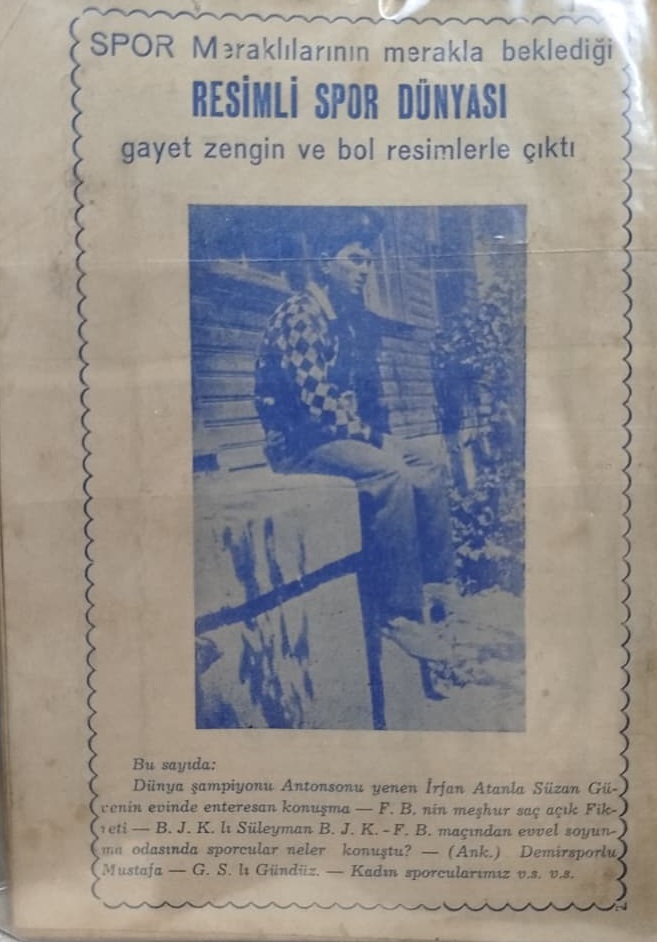 SPOR Meraklılarının merakla beklediği
RESİMLİ SPOR DÜNYASI
gayet zengin ve bol resimlerle çıktı
Bu sayıda:
Dünya şampiyonu Antonsonu yenen İrfan Atanla Süzan Gü-
venin evinde enteresan konuşma — F. B. nin meşhur saç açık Fik-
reti — B. J. K. lı Süleyman B. J. K. - F. B. maçından evvel soyun-
ma odasında sporcular neler konuştu? — (Ank.) Demirsporlu
Mustafa — G. S. lı Gündüz. — Kadın sporcularımız v.s. v.s.